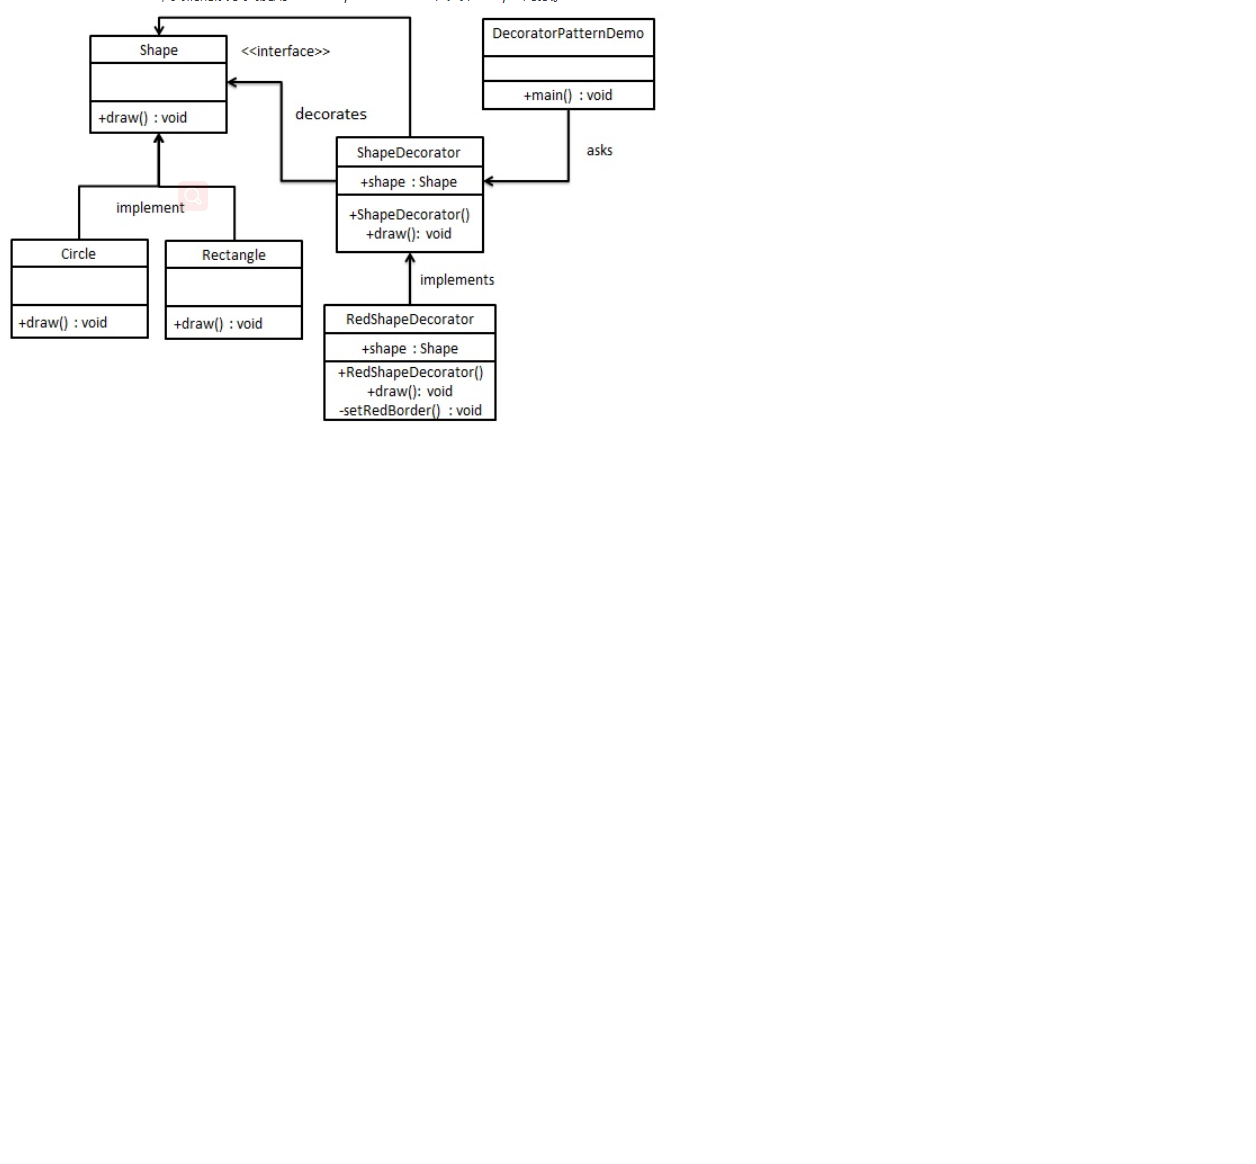 Shape
<<interface>>
+draw() : void
decorates
DecoratorPatternDemo
+main() : void
asks
ShapeDecorator
+shape : Shape
+ShapeDecorator()
+draw(): void
implement
Circle
+draw() : void
Rectangle
+draw() : void
implements
RedShapeDecorator
+shape : Shape
+RedShapeDecorator()
+draw(): void
-setRedBorder() : void